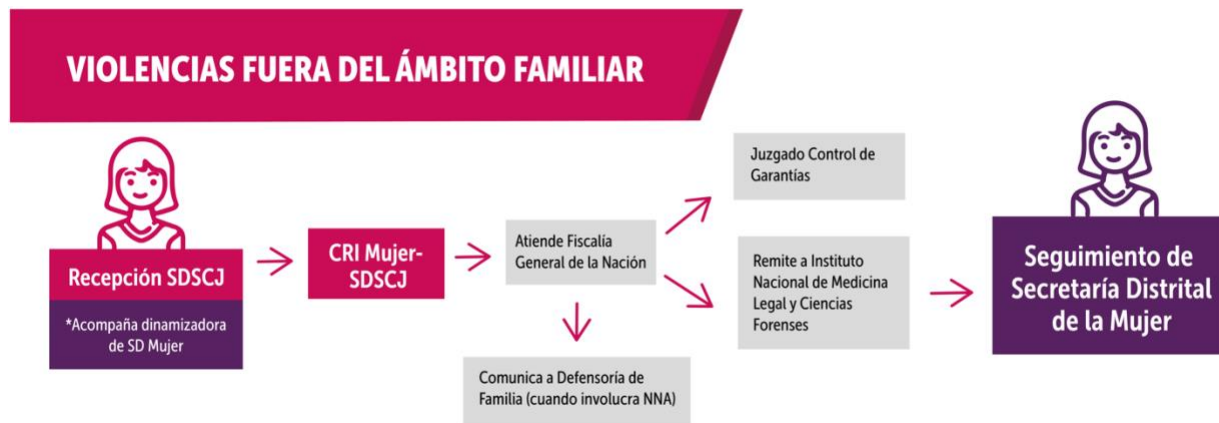 VIOLENCIAS FUERA DEL ÁMBITO FAMILIAR
Recepción SDSCJ
*Acompaña dinamizadora
de SD Mujer
CRI Mujer-
SDSCJ
Atiende Fiscalía
General de la Nación
Comunica a Defensoría de
Familia (cuando involucra NNA)
Juzgado Control de
Garantías
Remite a Instituto
Nacional de Medicina
Legal y Ciencias
Forenses
Seguimiento de
Secretaría Distrital
de la Mujer